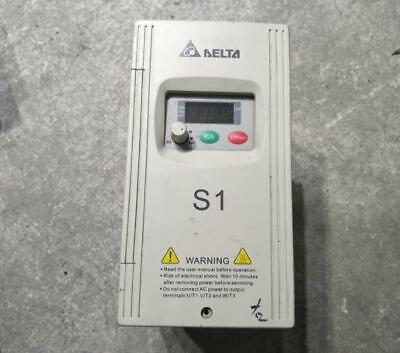 DELTA
RUN
S1
WARNING
● Read the user manual before operation.
● Risk of electrical shock. Wait 10 minutes
after removing power before servicing.
● Do not connect AC power to output
terminals U/T1,V/T2 and W/T3.